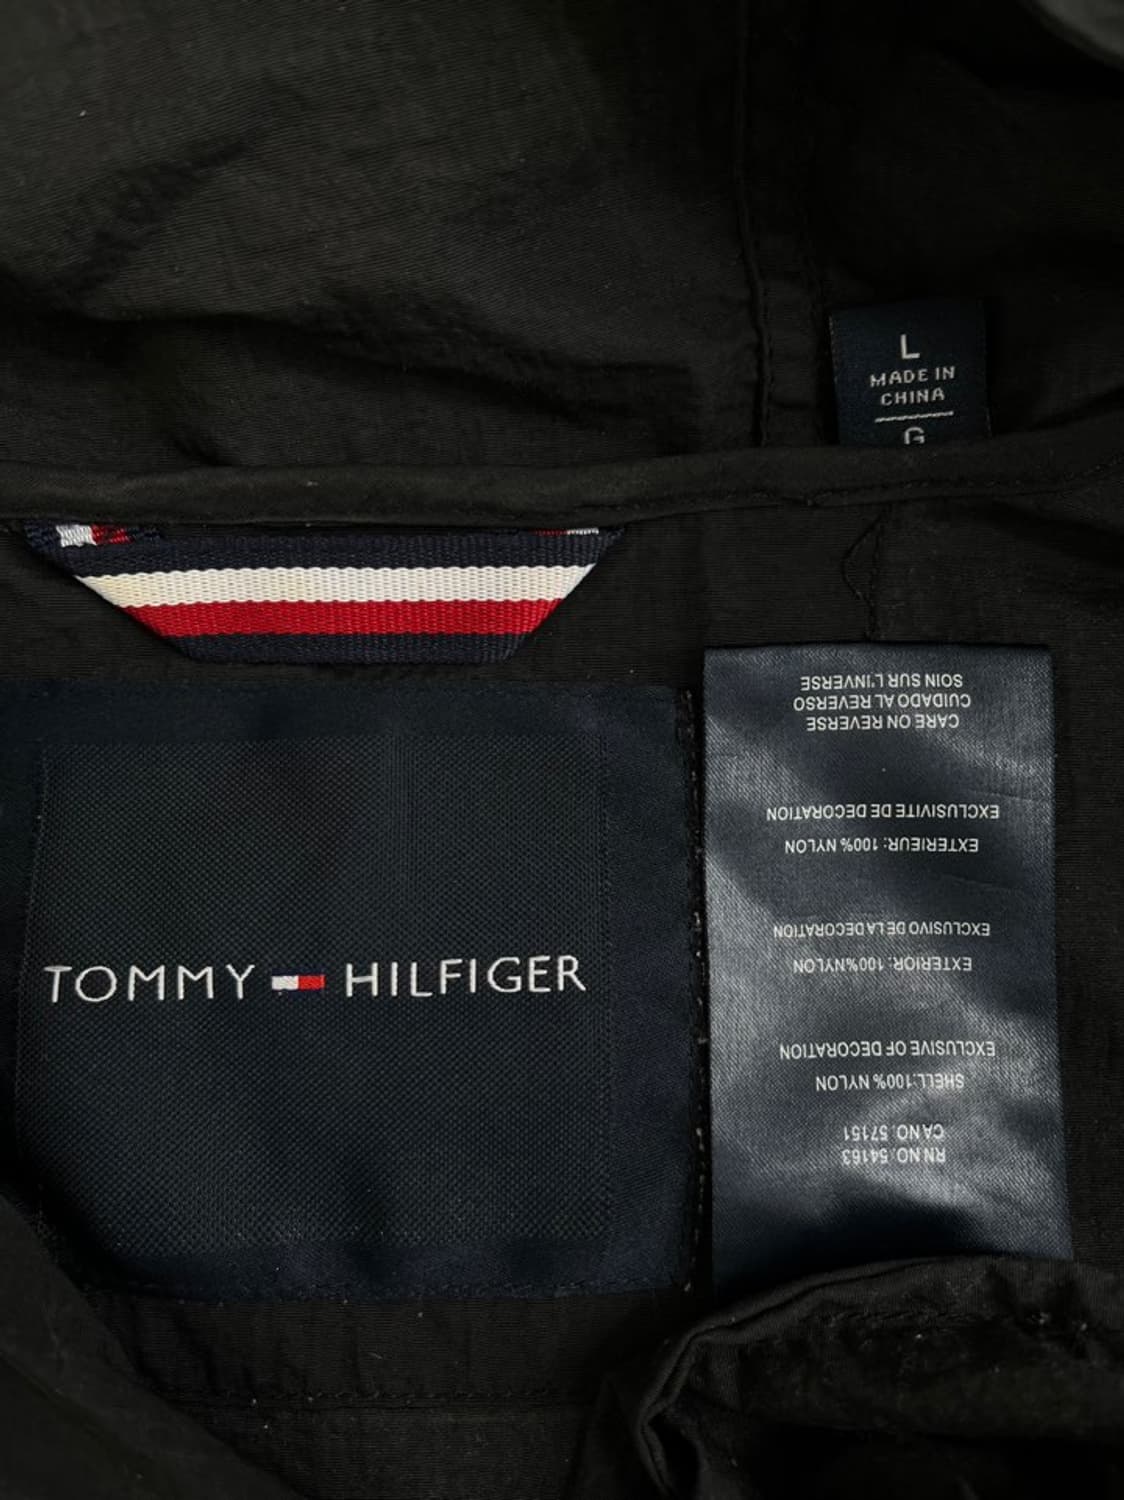 L
MADE IN
CHINA
G
TOMMY HILFIGER
RN NO. 54163
CA NO. 57151
SHELL:100% NYLON
EXCLUSIVE OF DECORATION
EXTERIOR: 100%NYLON
EXCLUSIVO DE LA DECORACION
EXTERIEUR: 100% NYLON
EXCLUSIVITE DE DECORATION
CARE ON REVERSE
CUIDADO AL REVERSO
SOIN SUR L'INVERSE